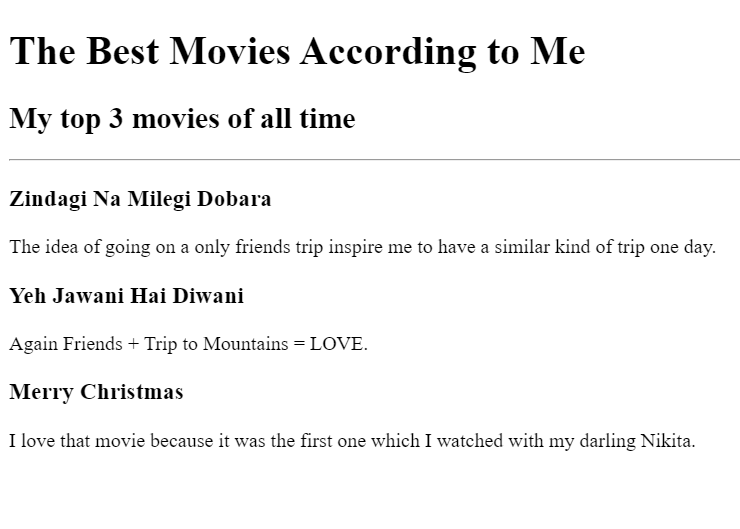 The Best Movies According to Me
My top 3 movies of all time
Zindagi Na Milegi Dobara
The idea of going on a only friends trip inspire me to have a similar kind of trip one day.
Yeh Jawani Hai Diwani
Again Friends + Trip to Mountains = LOVE.
Merry Christmas
I love that movie because it was the first one which I watched with my darling Nikita.